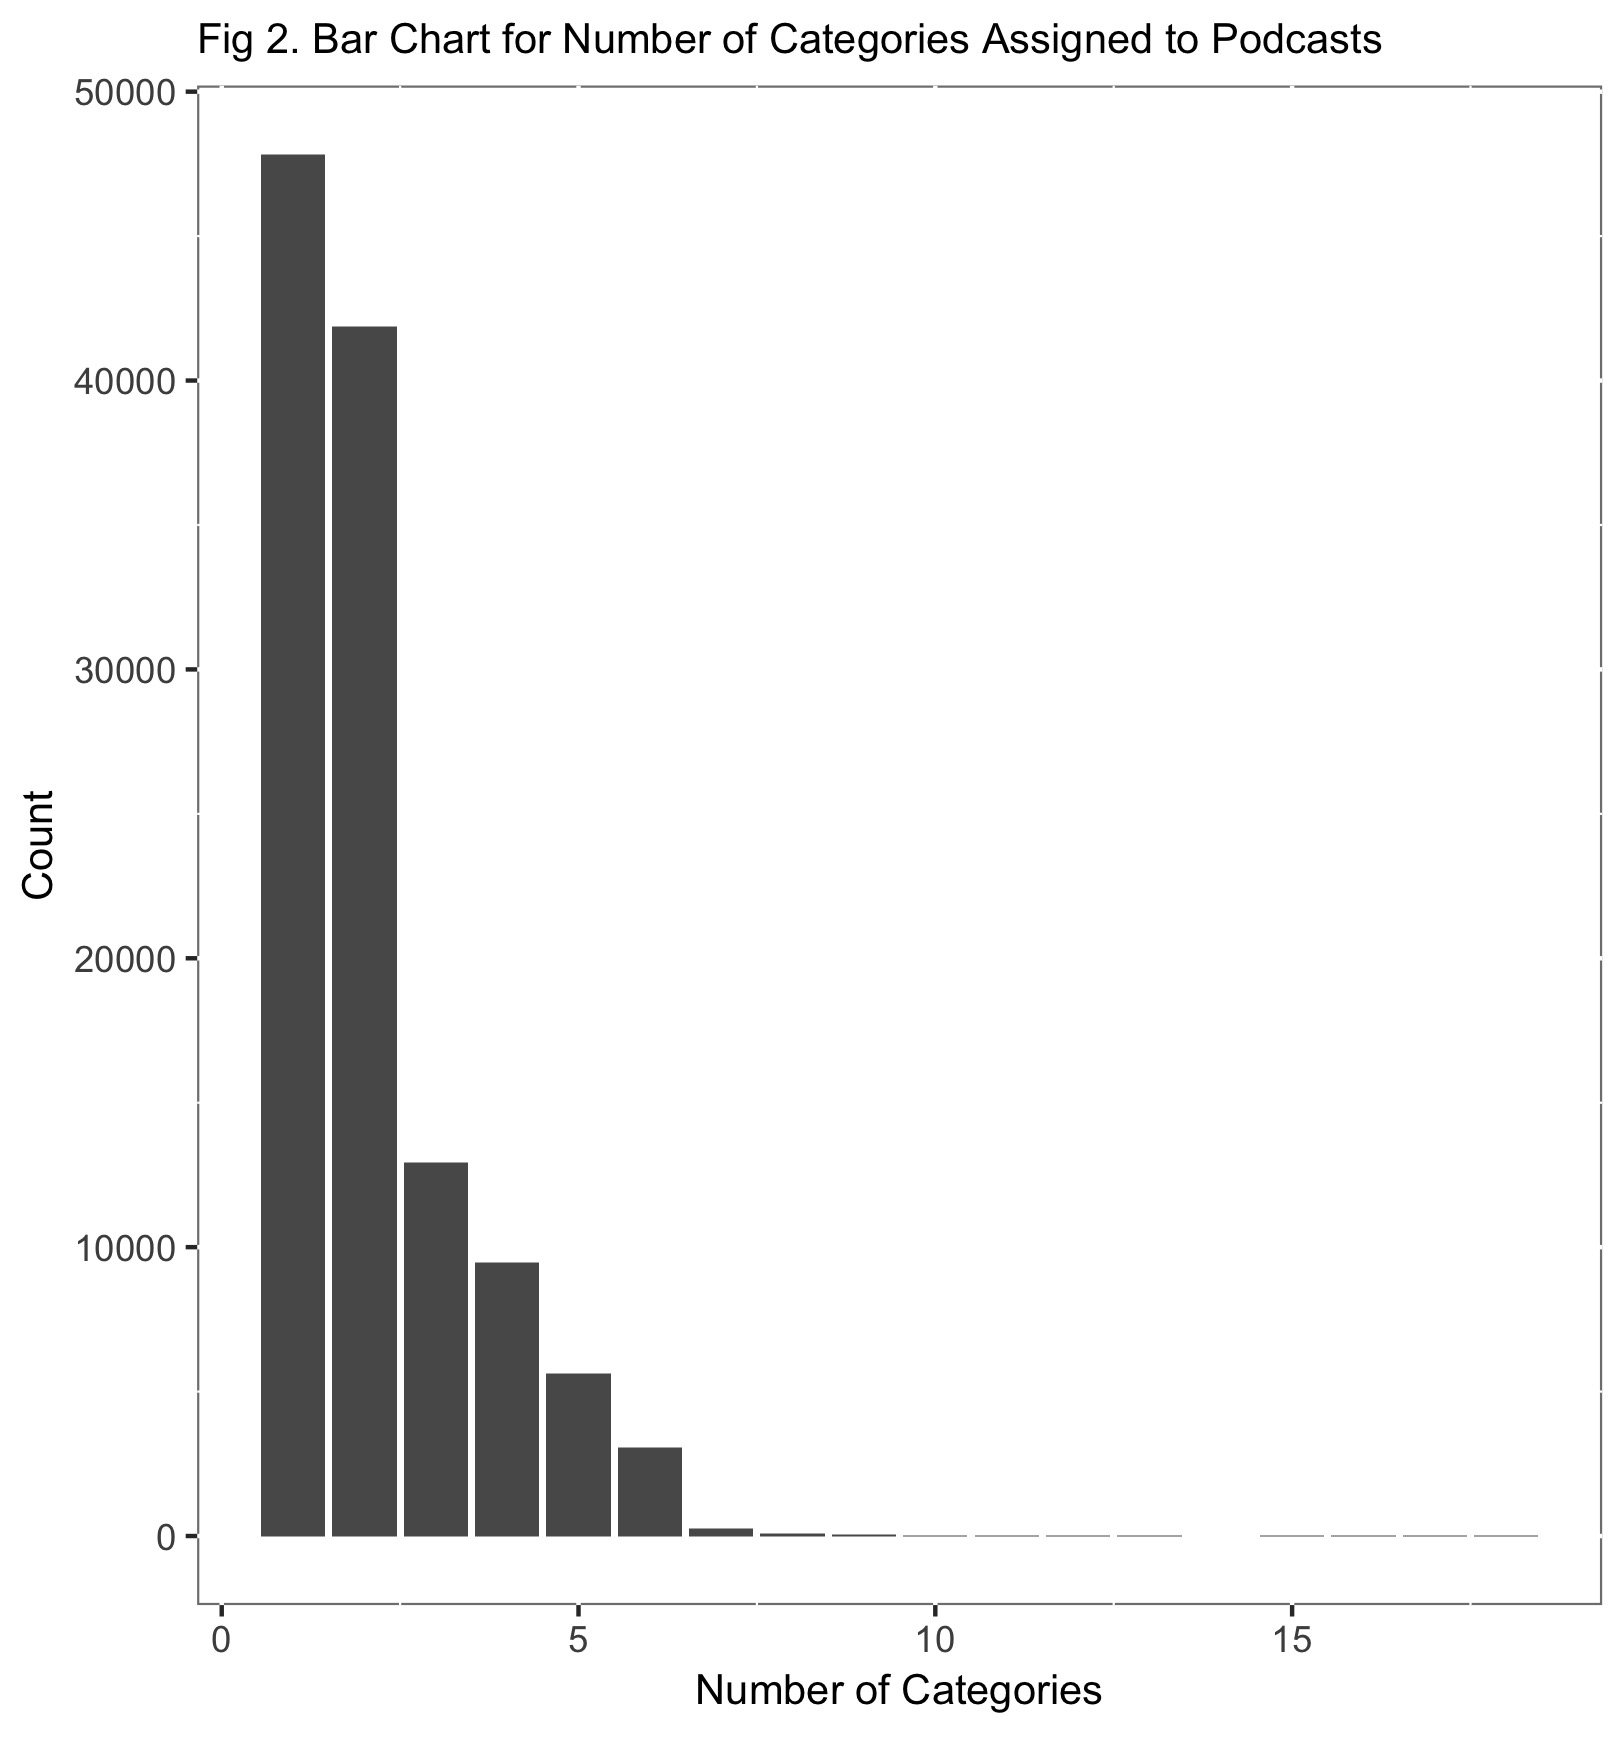 Fig 2. Bar Chart for Number of Categories Assigned to Podcasts
50000
40000
30000
20000
10000
0
Count
0 5 10 15
Number of Categories